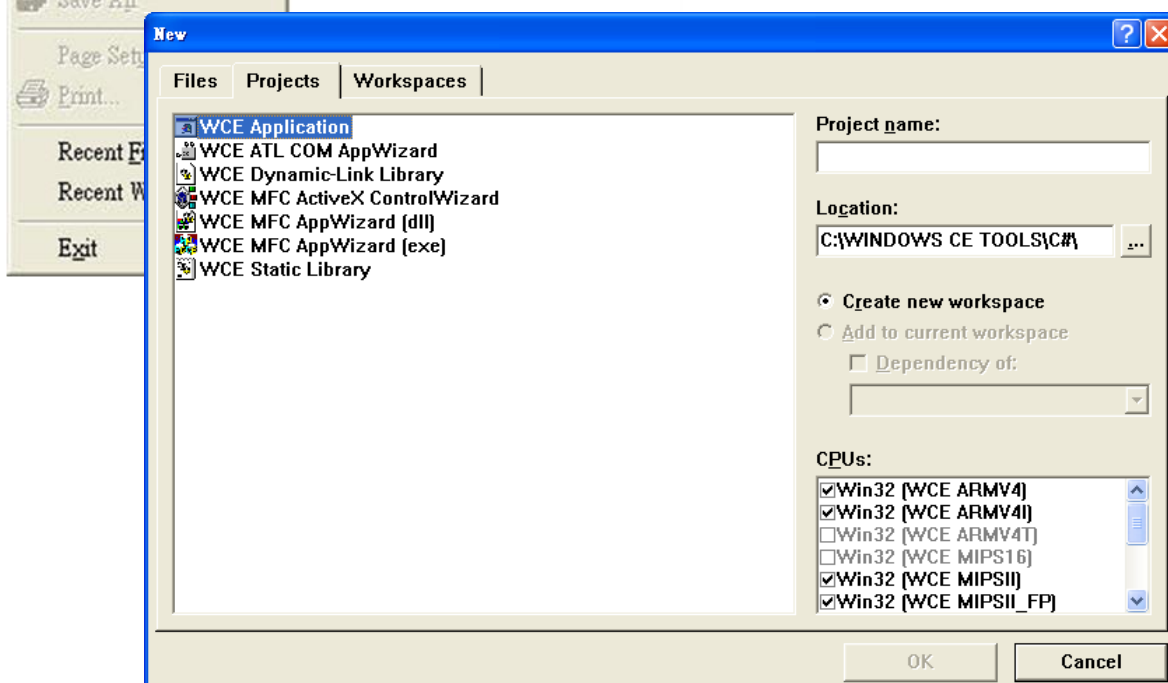 Save All
Page Setu
Print...
Recent Fi
Recent W
Exit
New
Files Projects Workspaces
WCE Application
WCE ATL COM AppWizard
WCE Dynamic-Link Library
WCE MFC ActiveX ControlWizard
WCE MFC AppWizard (dll)
WCE MFC AppWizard (exe)
WCE Static Library
Project name:
Location:
C:\WINDOWS CE TOOLS\C#\
...
Create new workspace
Add to current workspace
Dependency of:
CPUs:
Win32 (WCE ARMV4)
Win32 (WCE ARMV4I)
Win32 (WCE ARMV4T)
Win32 (WCE MIPS16)
Win32 (WCE MIPSII)
Win32 (WCE MIPSII_FP)
OK Cancel